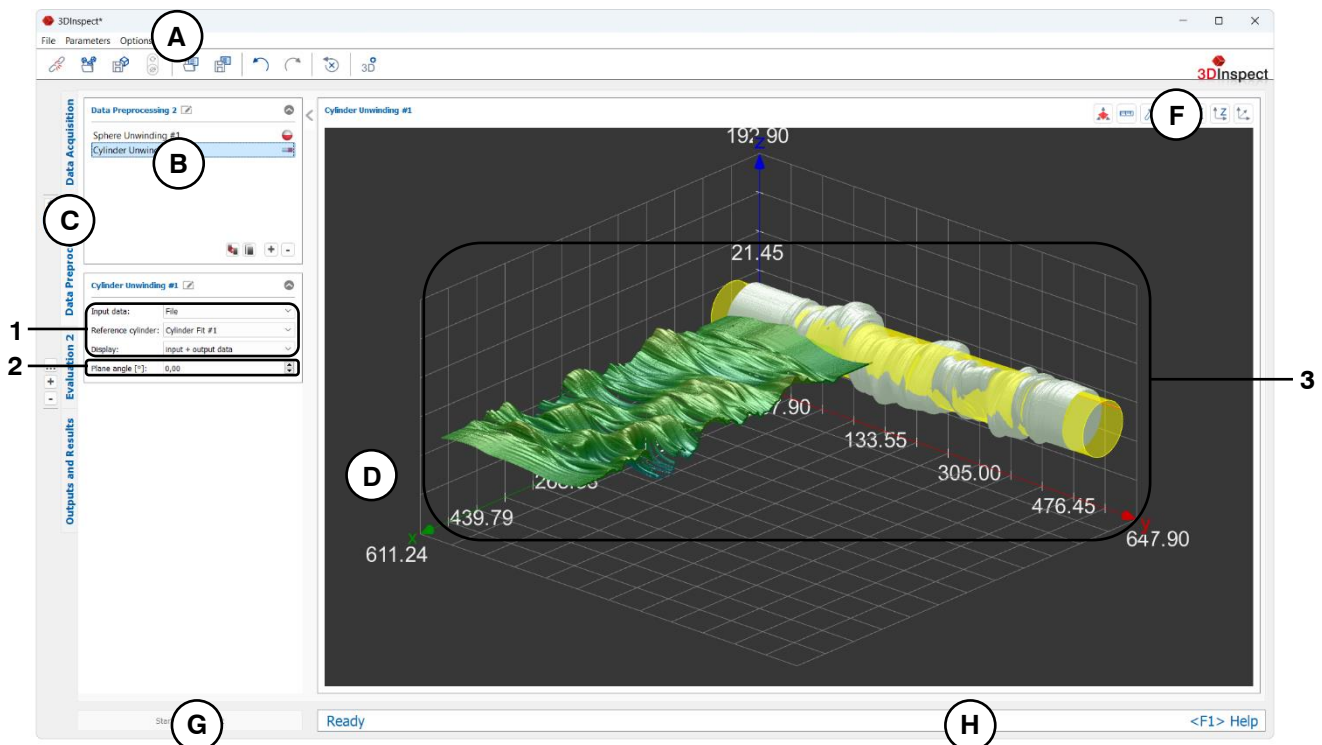 3DInspect*
File Parameters Options
A
3D
3DInspect
Data Acquisition
Data Preproc
Evaluation 2
Outputs and Results
Data Preprocessing 2
Sphere Unwinding #1
Cylinder Unwin
B
C
Cylinder Unwinding #1
Input data: File
Reference cylinder: Cylinder Fit #1
Display: input + output data
Plane angle [°]: 0,00
1
2
Cylinder Unwinding #1
F
Z
192.90
z
21.45
7.90
133.55
305.00
476.45
y
647.90
439.79
x
611.24
D
3
G
Ready
H
<F1> Help